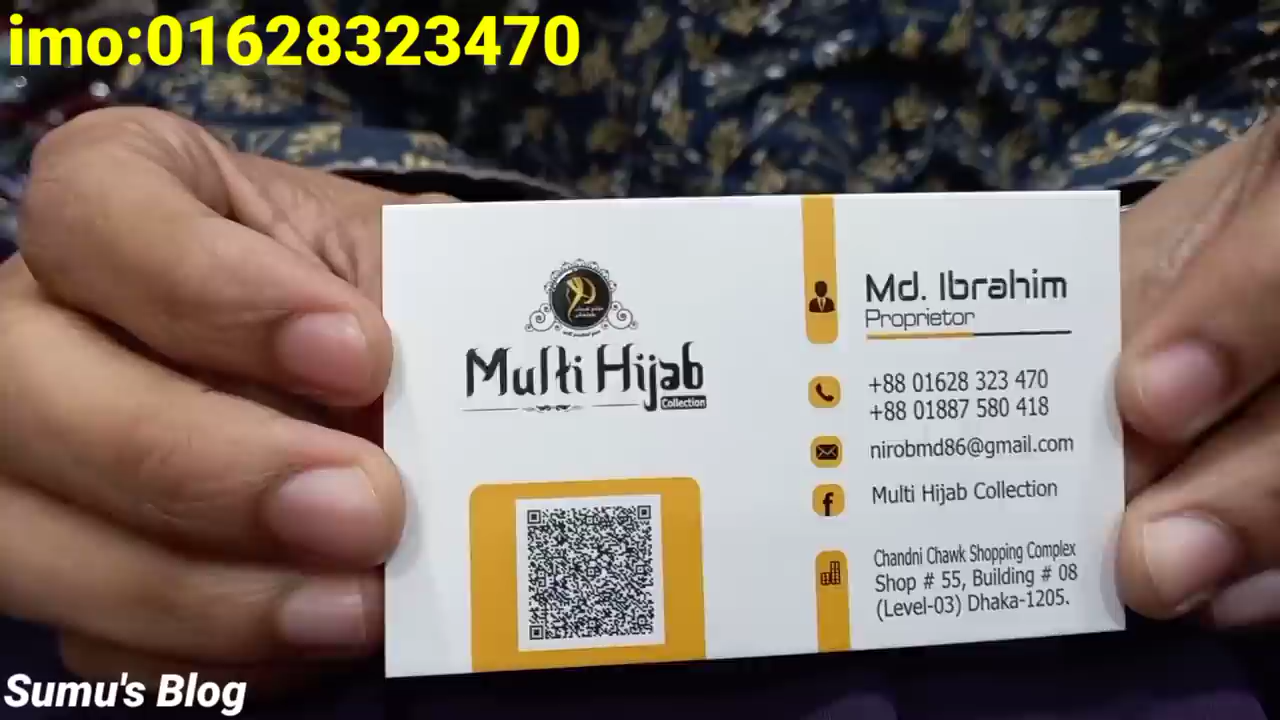 imo:01628323470
Multi Hijab
Collection
Md. Ibrahim
Proprietor
+88 01628 323 470
+88 01887 580 418
nirobmd86@gmail.com
Multi Hijab Collection
Chandni Chawk Shopping Complex
Shop # 55, Building # 08
(Level-03) Dhaka-1205.
Sumu's Blog